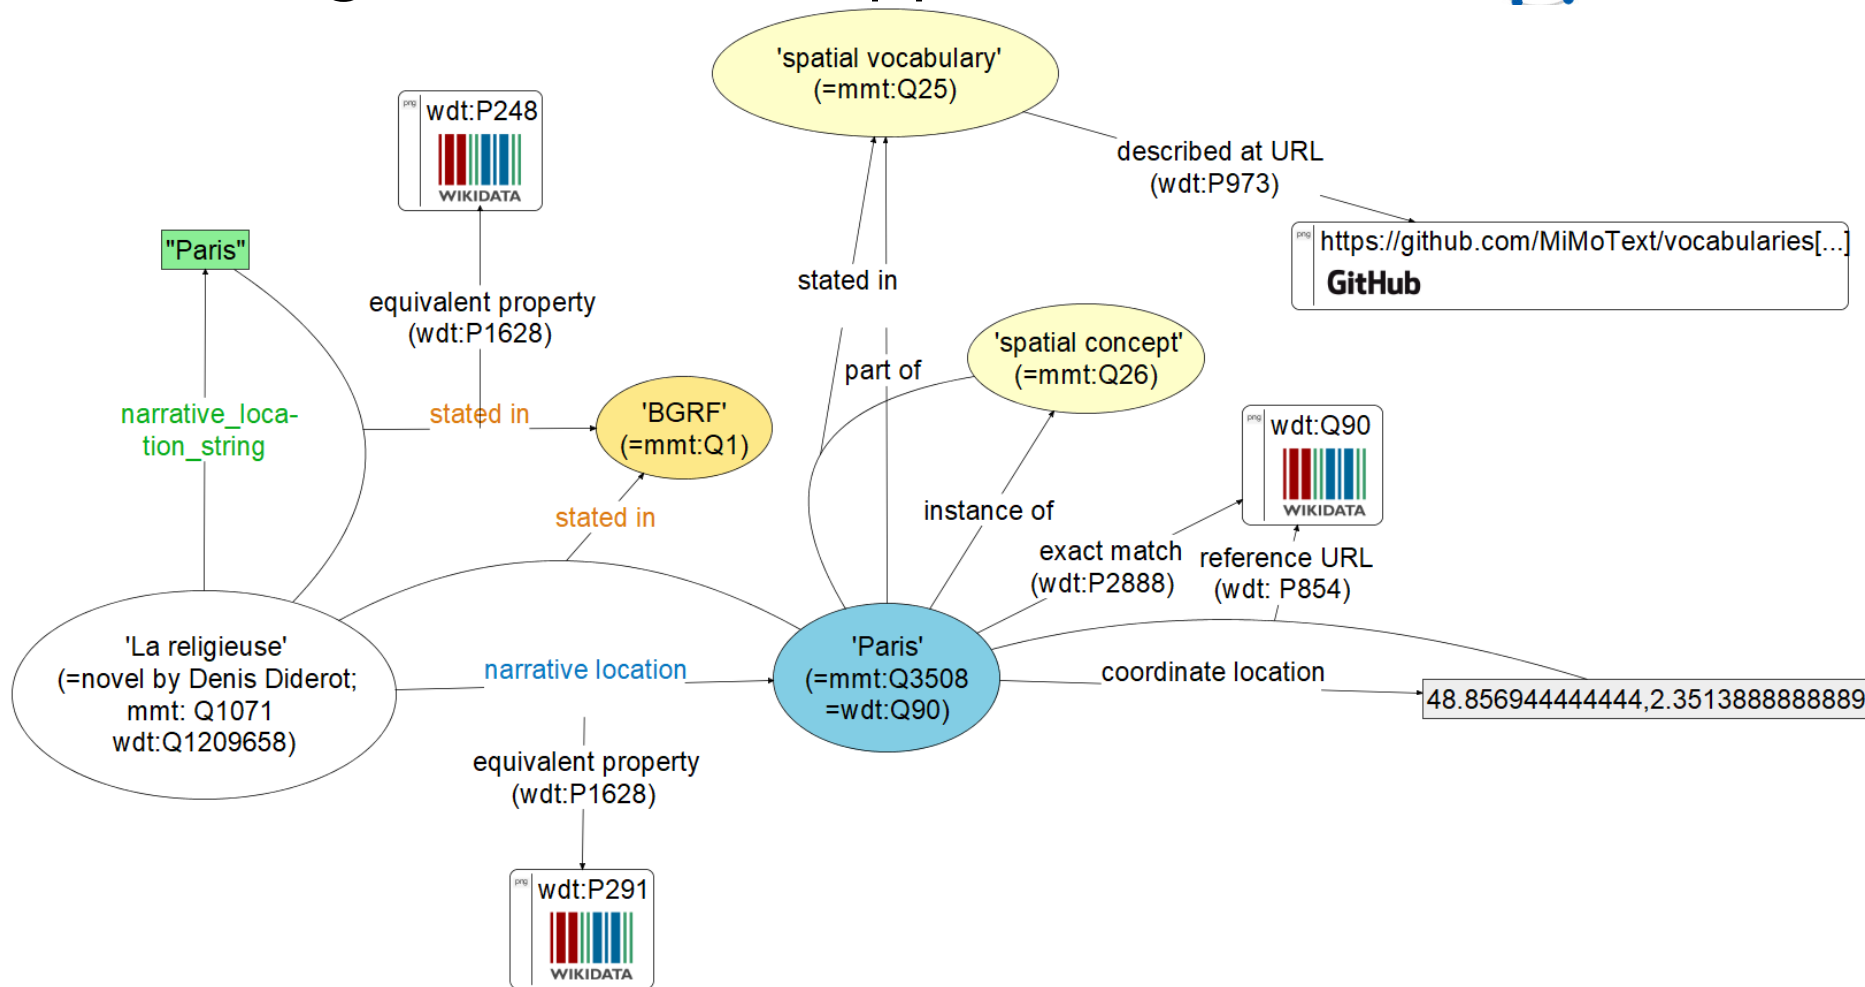 'spatial vocabulary'
(=mmt:Q25)
png
wdt:P248
WIKIDATA
described at URL
(wdt:P973)
"Paris"
png
https://github.com/MiMoText/vocabularies[...]
GitHub
stated in
equivalent property
(wdt:P1628)
'spatial concept'
(=mmt:Q26)
part of
narrative_loca-
tion_string
stated in
'BGRF'
(=mmt:Q1)
png
wdt:Q90
WIKIDATA
stated in
instance of
exact match
(wdt:P2888)
reference URL
(wdt: P854)
'La religieuse'
(=novel by Denis Diderot;
mmt: Q1071
wdt:Q1209658)
narrative location
'Paris'
(=mmt:Q3508
=wdt:Q90)
coordinate location
48.856944444444,2.3513888888889
equivalent property
(wdt:P1628)
png
wdt:P291
WIKIDATA